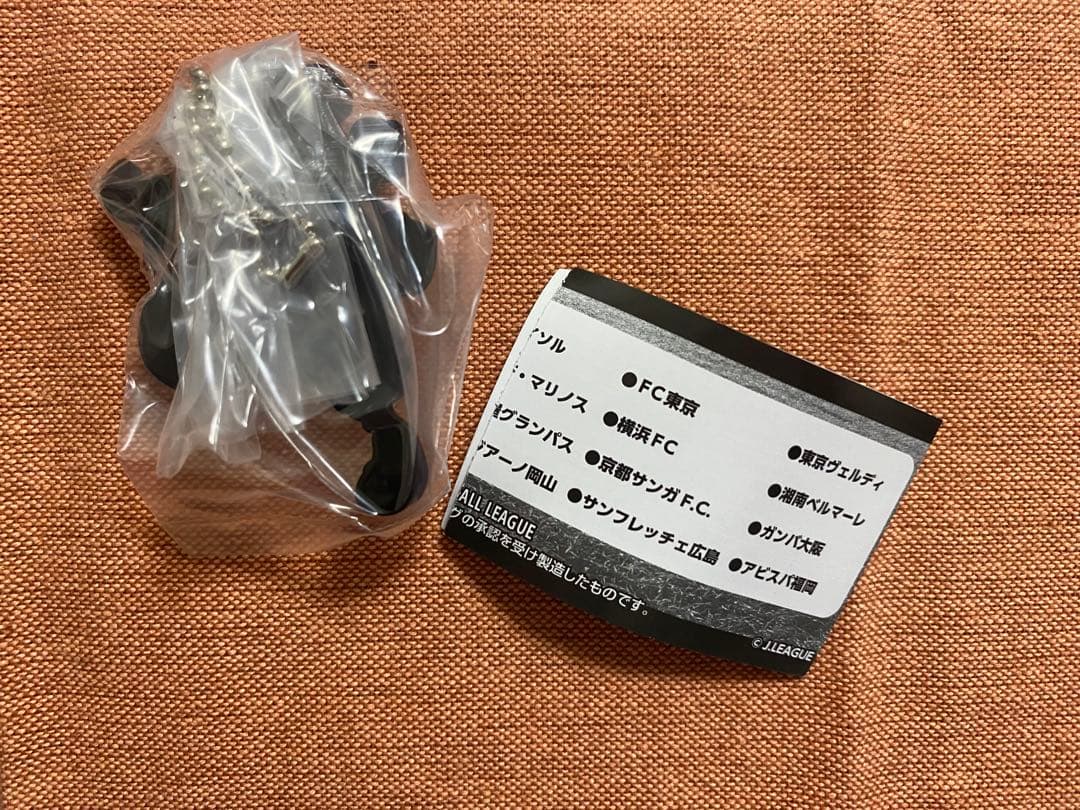 ソル ●FC東京 ●東京ヴェルディ
・マリノス ●横浜FC ●湘南ベルマーレ
グランパス ●京都サンガF.C. ●ガンバ大阪
アーノ岡山 ●サンフレッチェ広島 ●アビスパ福岡
ALL LEAGUE
グの承認を受け製造したものです。
© J.LEAGUE